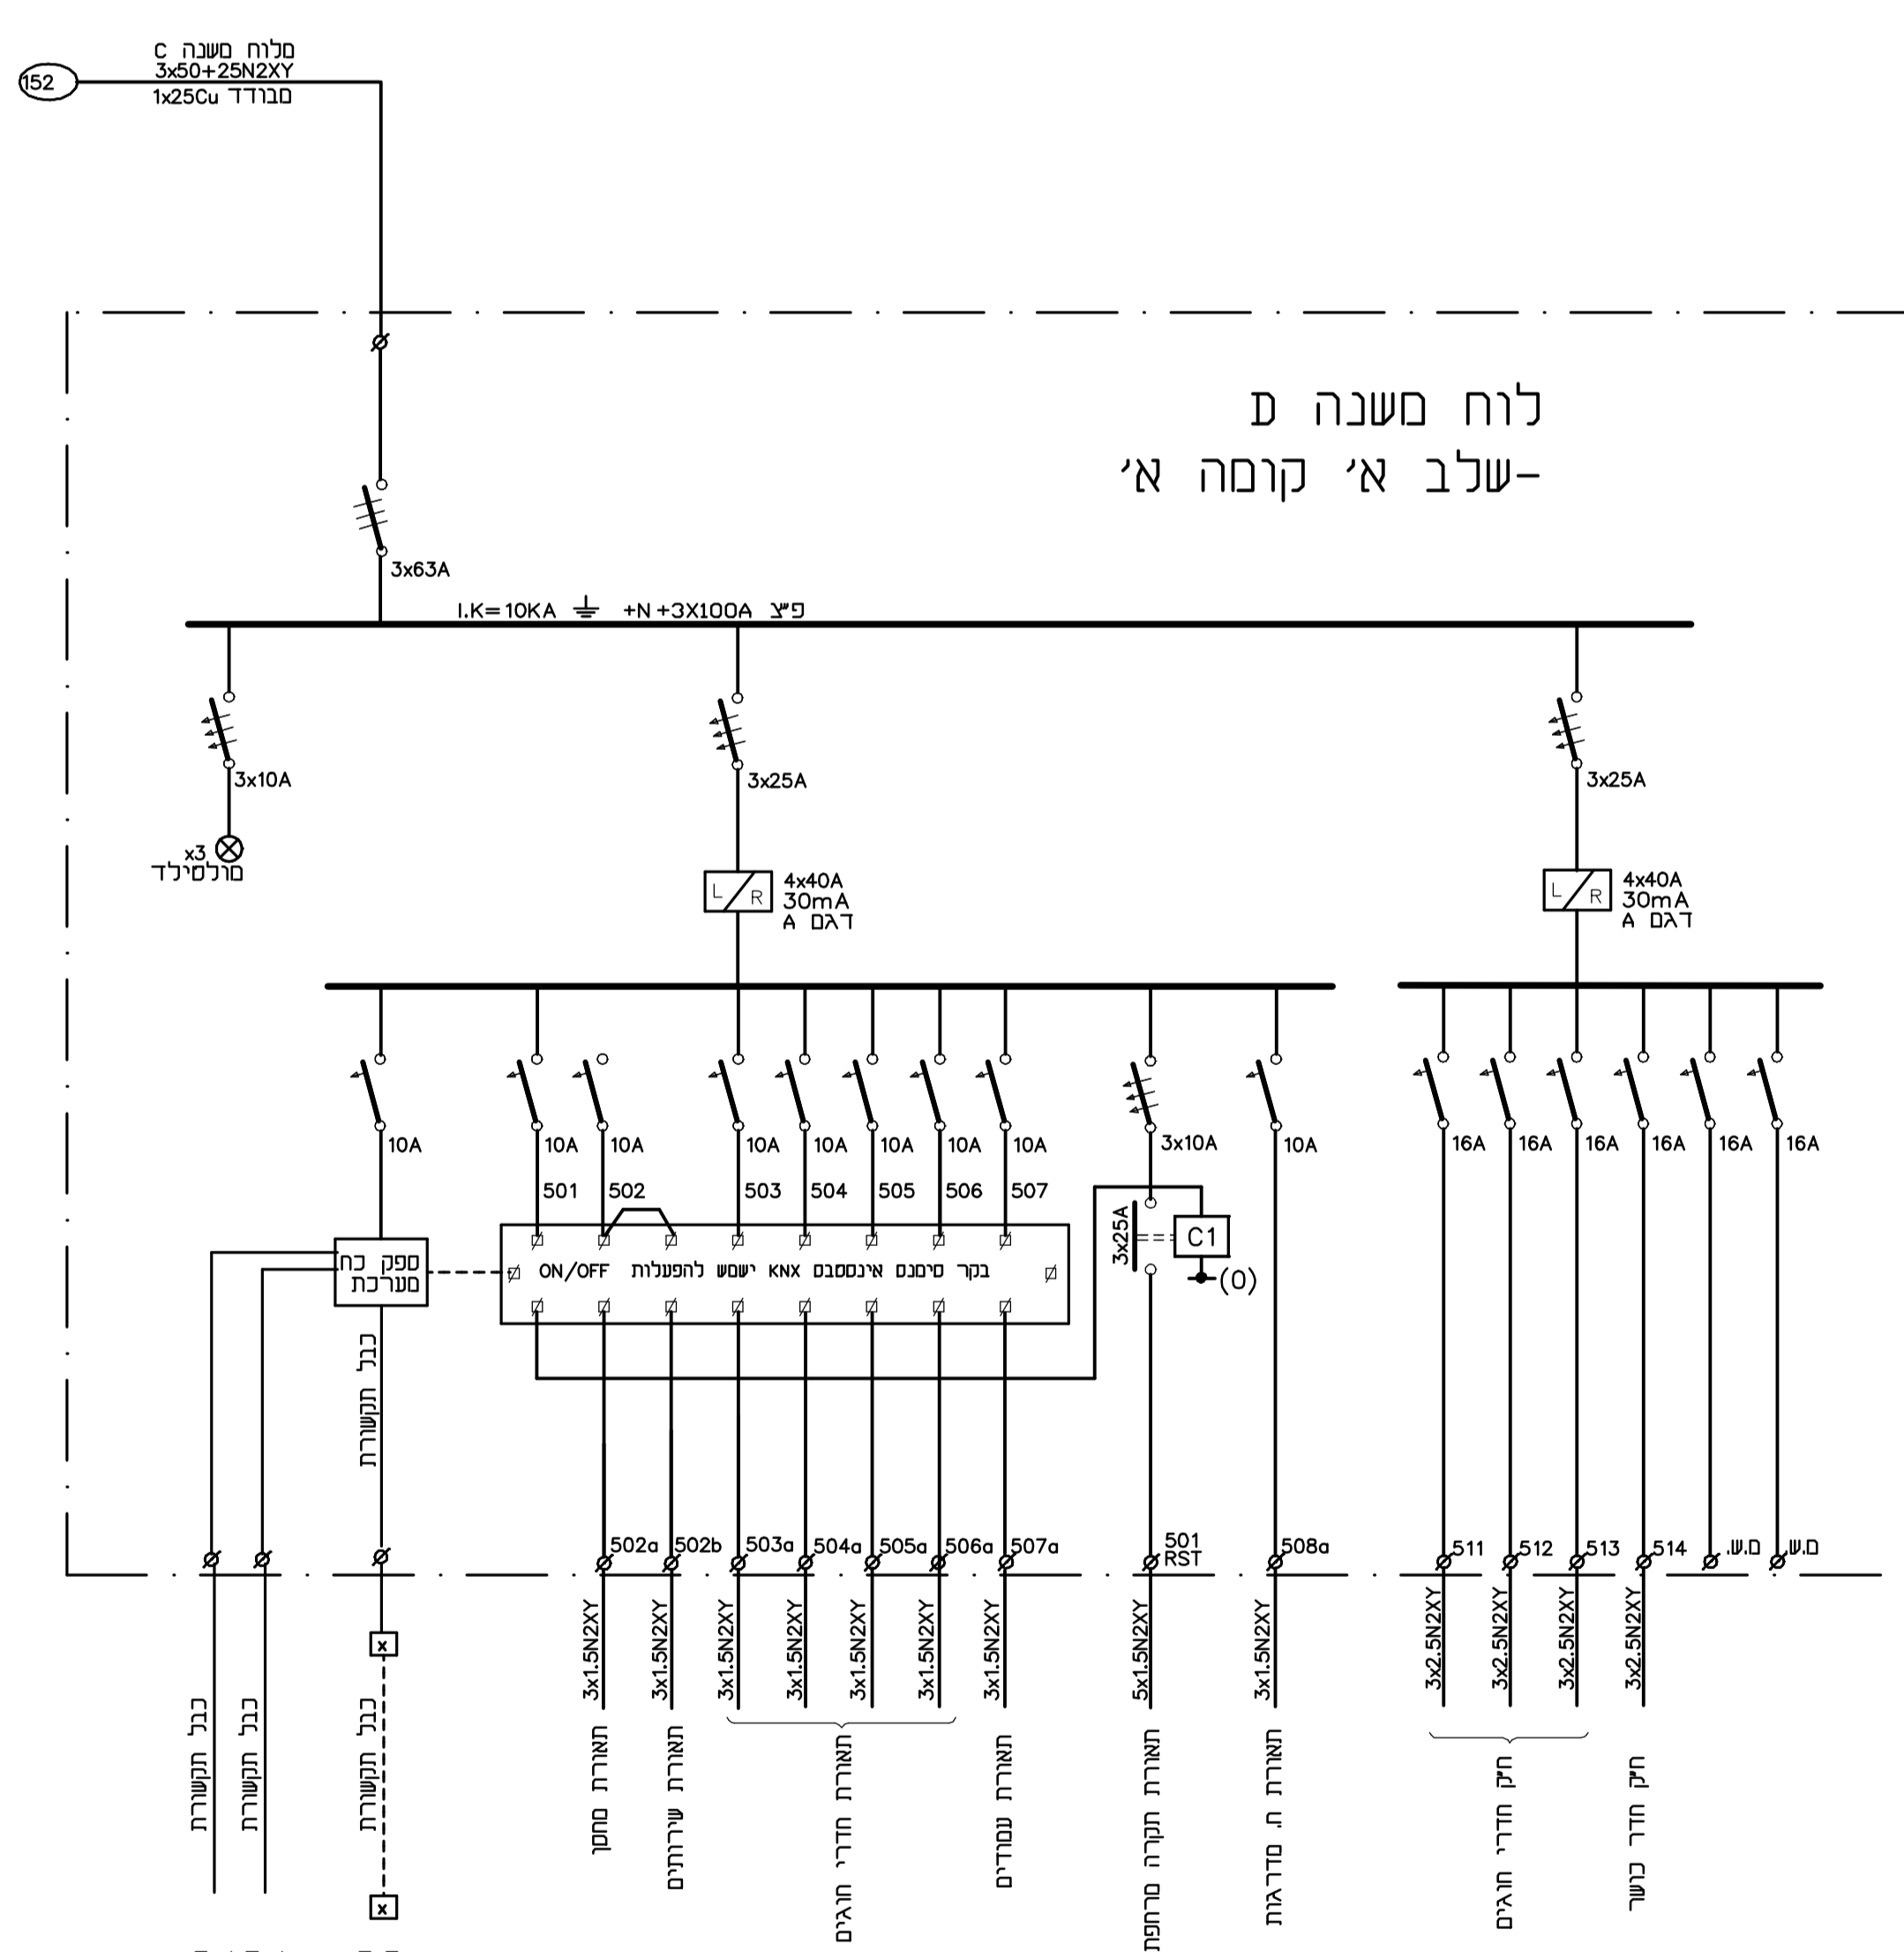 152
מלוח משנה C
3x50+25N2XY
מבודד 1x25Cu
לוח משנה D
-שלב א' קומה א'
3x63A
I.K=10KA +N +3X100A פ"צ
3x10A
x3
מולטילד
3x25A
4x40A
30mA
דגם A
3x25A
4x40A
30mA
דגם A
10A
10A
10A
10A
10A
10A
10A
10A
3x10A
10A
16A
16A
16A
16A
16A
16A
501
502
503
504
505
506
507
3x25A
C1
(0)
ספק כח
מערכת
בקר סימנס אינסטבס KNX ישמש להפעלות ON/OFF
כבל תקשורת
502a
502b
503a
504a
505a
506a
507a
501
RST
508a
511
512
513
514
מ.ש.
מ.ש.
3x1.5N2XY
3x1.5N2XY
3x1.5N2XY
3x1.5N2XY
3x1.5N2XY
3x1.5N2XY
3x1.5N2XY
5x1.5N2XY
3x1.5N2XY
3x2.5N2XY
3x2.5N2XY
3x2.5N2XY
3x2.5N2XY
x
x
כבל תקשורת
כבל תקשורת
כבל תקשורת
תאורת מחסן
תאורת שירותים
תאורת חדרי חוגים
תאורת עמודים
תאורת תקרה מרחפת
תאורת ח. מדרגות
ח"ק חדרי חוגים
ח"ק חדר כושר